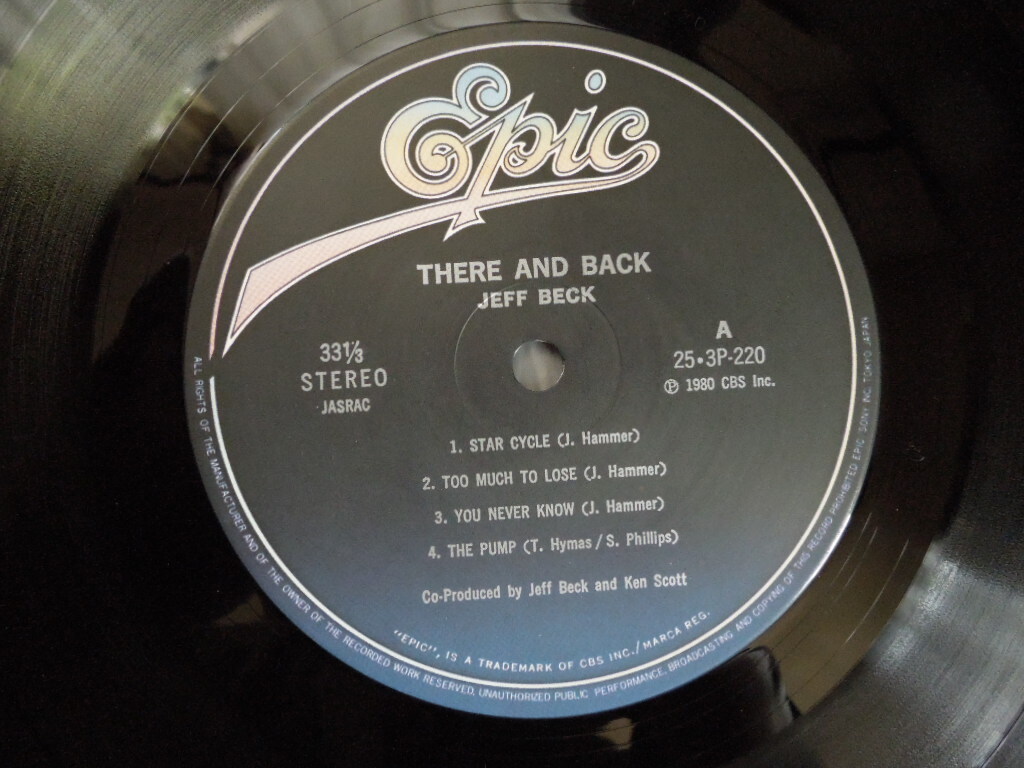 Epic
THERE AND BACK
JEFF BECK
33⅓
STEREO
JASRAC
A
25•3P-220
Ⓟ 1980 CBS Inc.
1. STAR CYCLE (J. Hammer)
2. TOO MUCH TO LOSE (J. Hammer)
3. YOU NEVER KNOW (J. Hammer)
4. THE PUMP (T. Hymas/S. Phillips)
Co-Produced by Jeff Beck and Ken Scott
"EPIC", IS A TRADEMARK OF CBS INC./MARCA REG.
ALL RIGHTS OF THE MANUFACTURER AND OF THE OWNER OF THE RECORDED WORK RESERVED. UNAUTHORIZED PUBLIC PERFORMANCE, BROADCASTING AND COPYING OF THIS RECORD PROHIBITED EPIC SONY INC. TOKYO JAPAN